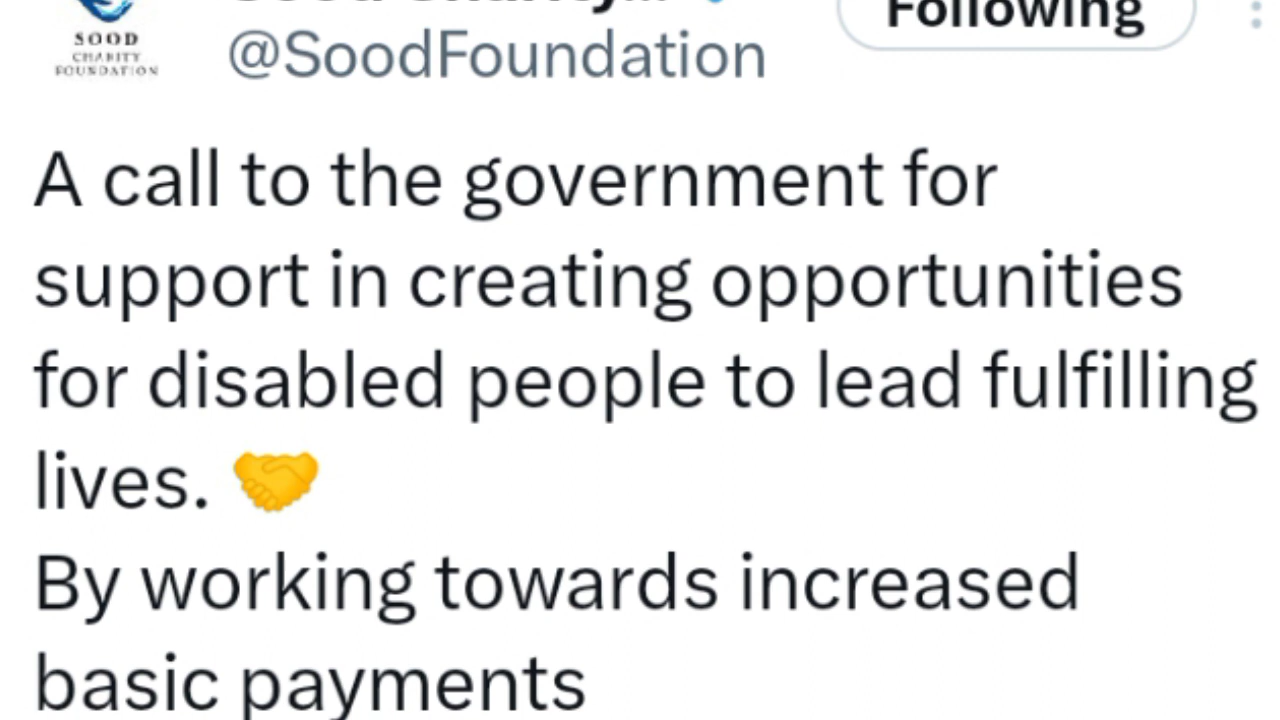 SOOD
CHARITY
FOUNDATION
@SoodFoundation
Following
A call to the government for
support in creating opportunities
for disabled people to lead fulfilling
lives. 🤝
By working towards increased
basic payments